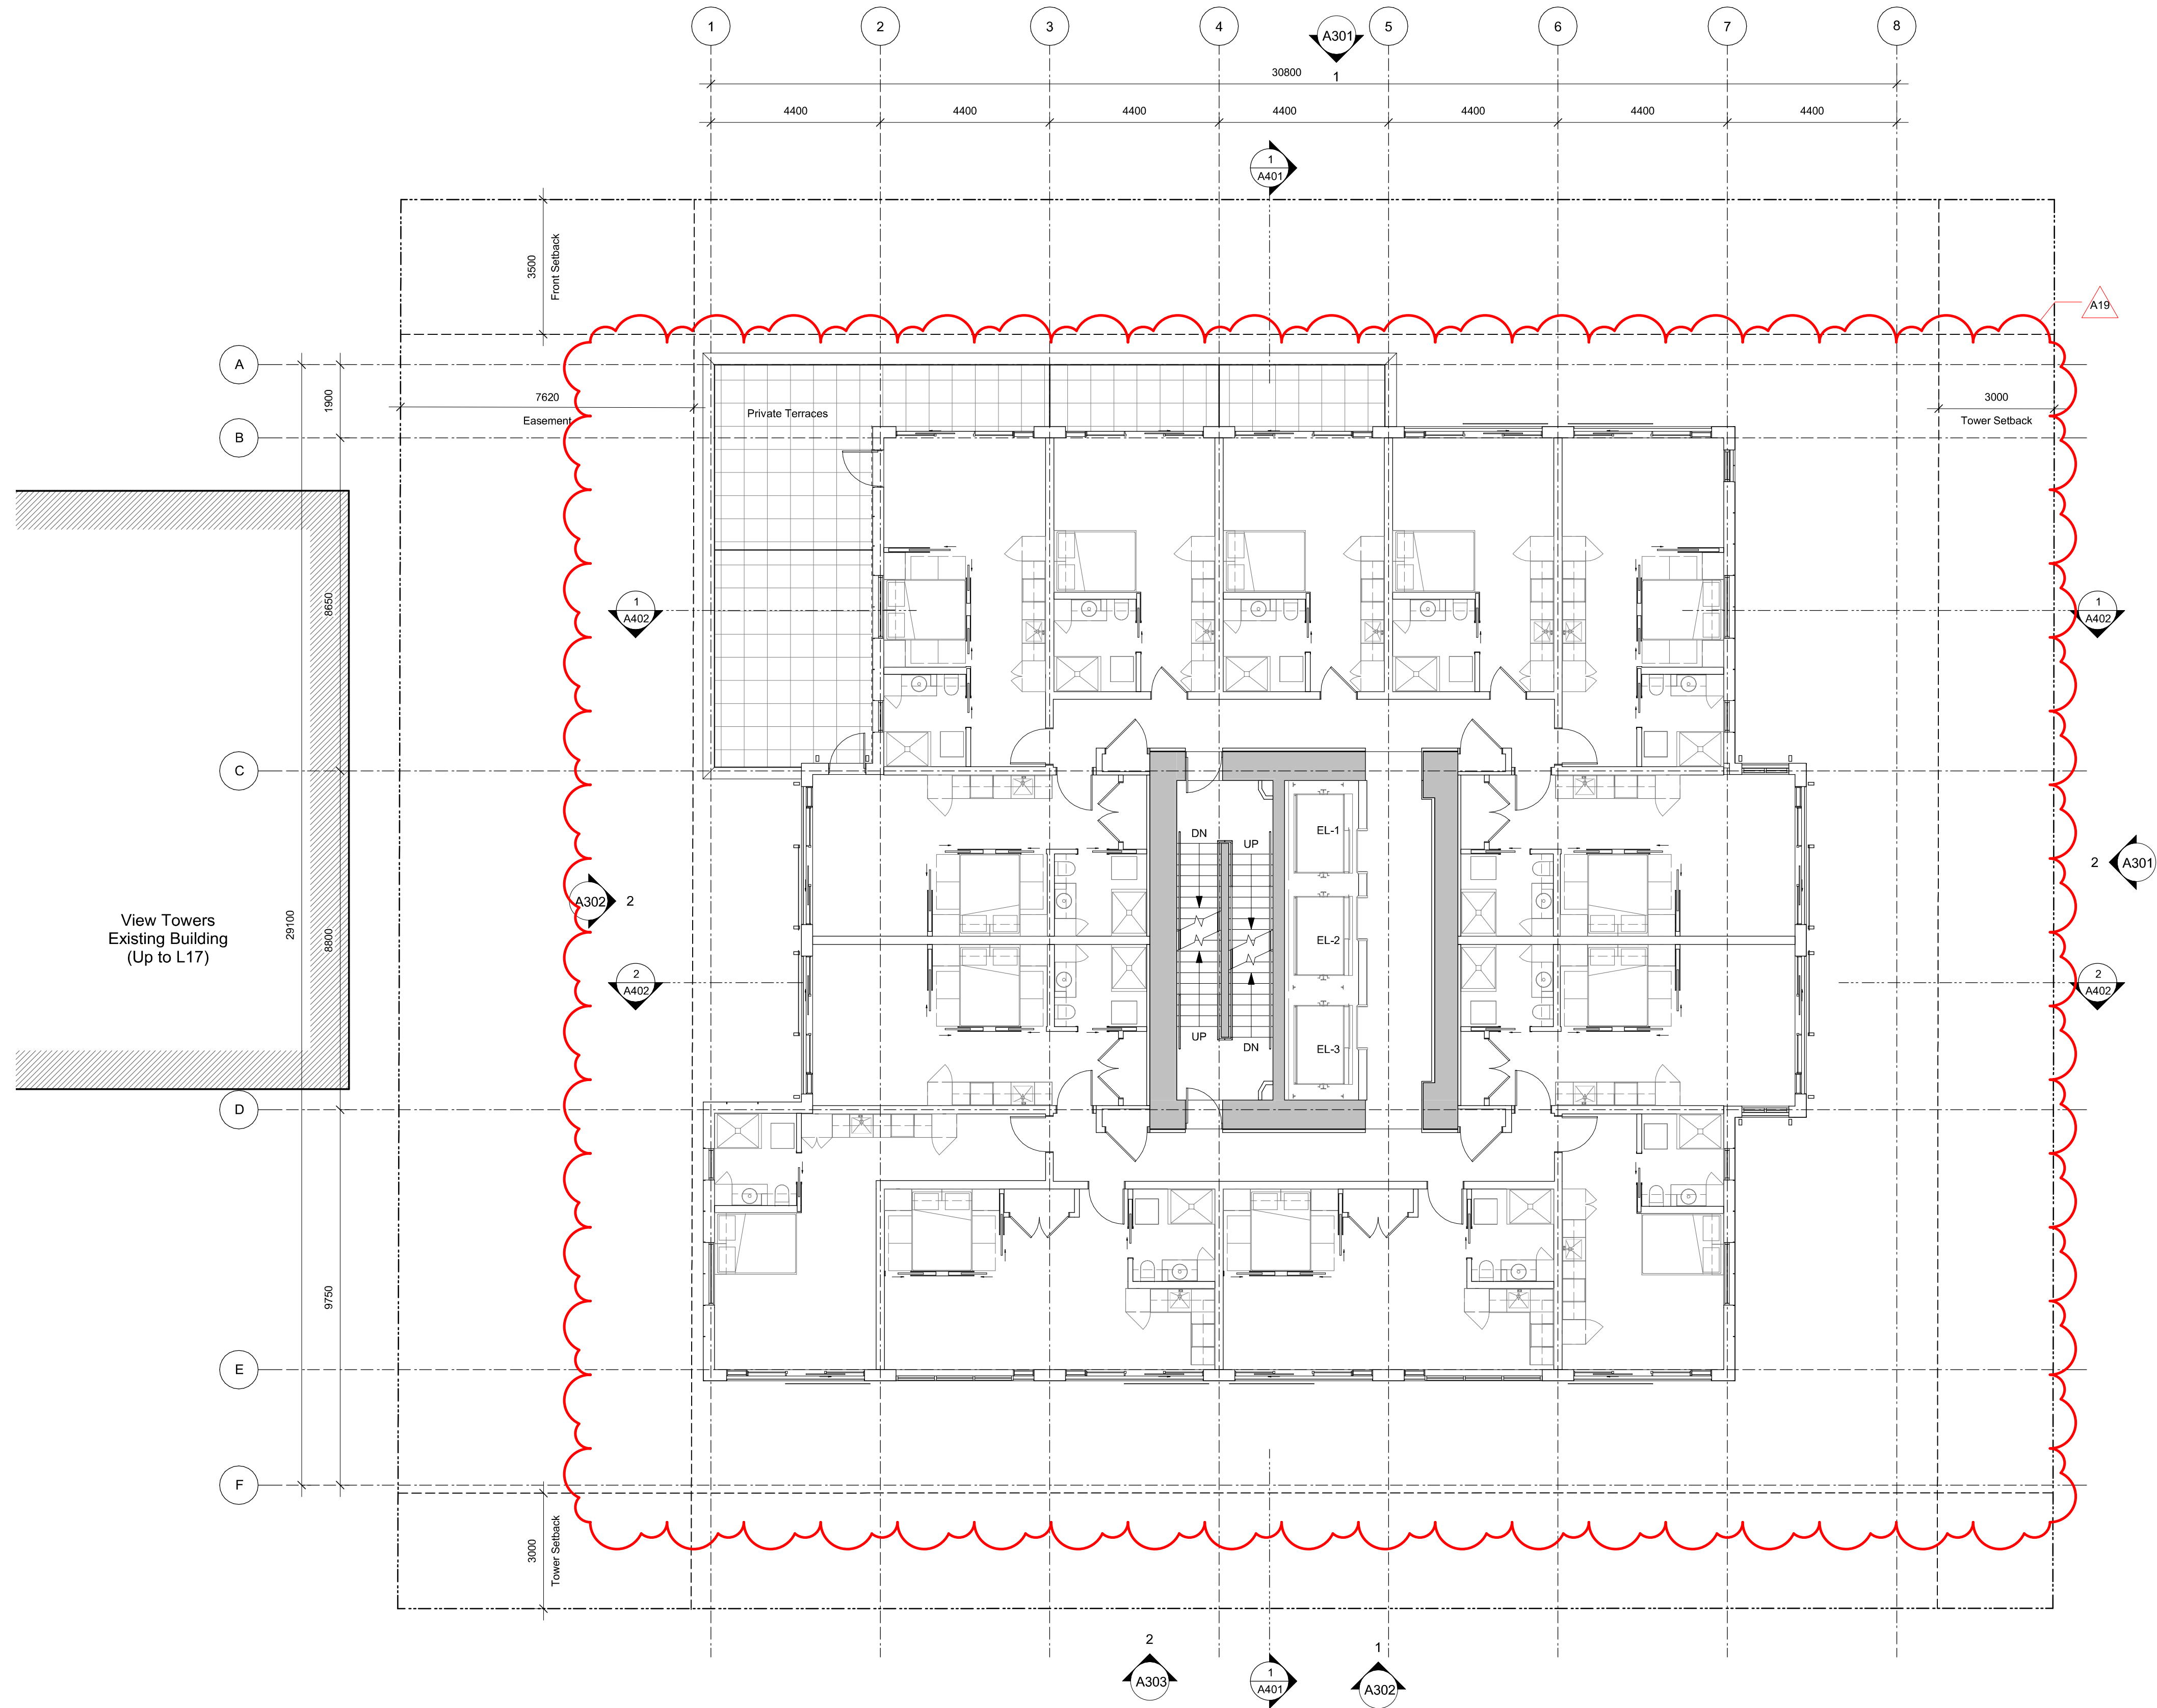 1
2
3
4
A301
5
6
7
8
30800
1
4400
4400
4400
4400
4400
4400
4400
1
A401
3500
Front Setback
A19
A
1900
7620
Easement
Private Terraces
3000
Tower Setback
B
8650
1
A402
1
A402
C
EL-1
DN
UP
2
A301
A302
2
View Towers
Existing Building
(Up to L17)
29100
8800
EL-2
2
A402
2
A402
UP
DN
EL-3
D
9750
E
F
3000
Tower Setback
2
A303
1
A401
1
A302